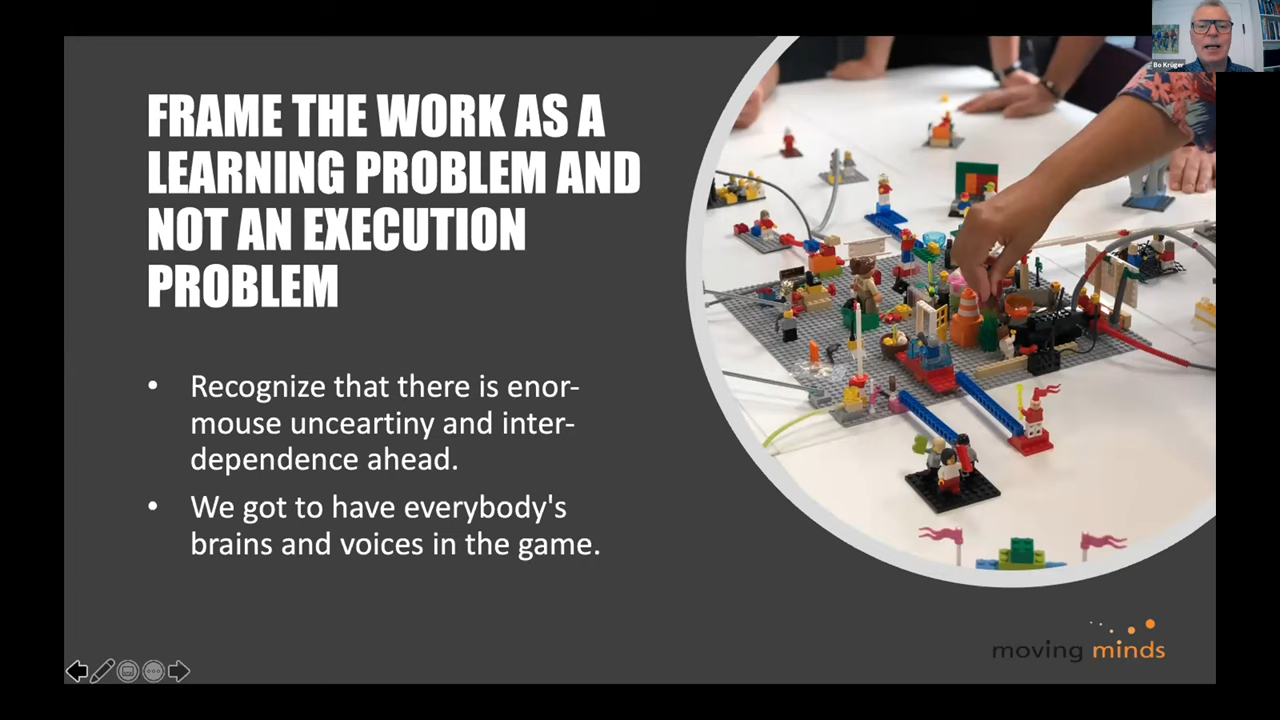 Bo Krüger
FRAME THE WORK AS A
LEARNING PROBLEM AND
NOT AN EXECUTION
PROBLEM
• Recognize that there is enor-
mouse unceartiny and inter-
dependence ahead.
• We got to have everybody's
brains and voices in the game.
moving minds